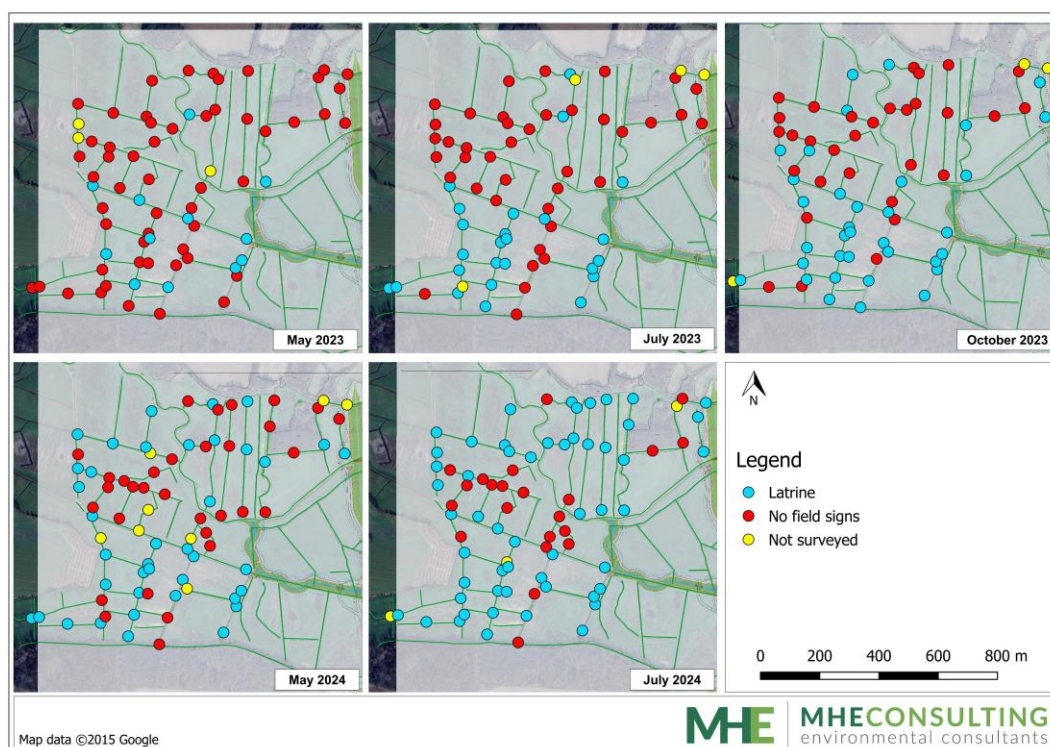 May 2023
July 2023
October 2023
May 2024
July 2024
N
Legend
Latrine
No field signs
Not surveyed
0 200 400 600 800 m
Map data ©2015 Google
MHE
MHECONSULTING
environmental consultants